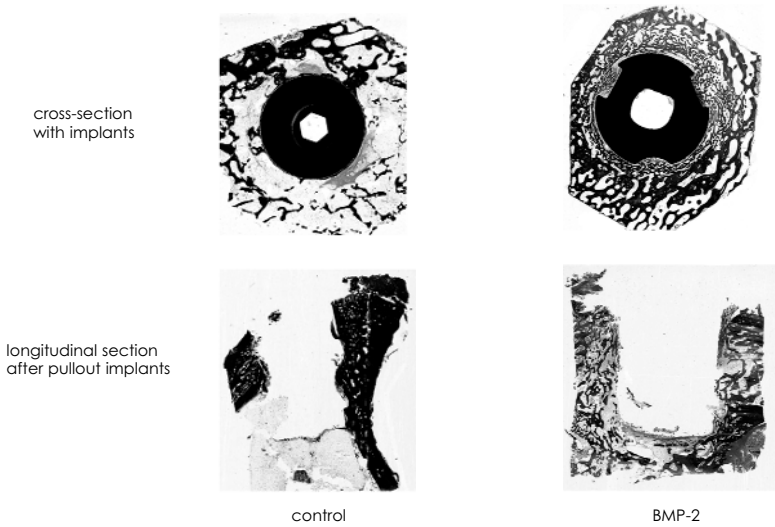 cross-section
with implants
longitudinal section
after pullout implants
control
BMP-2